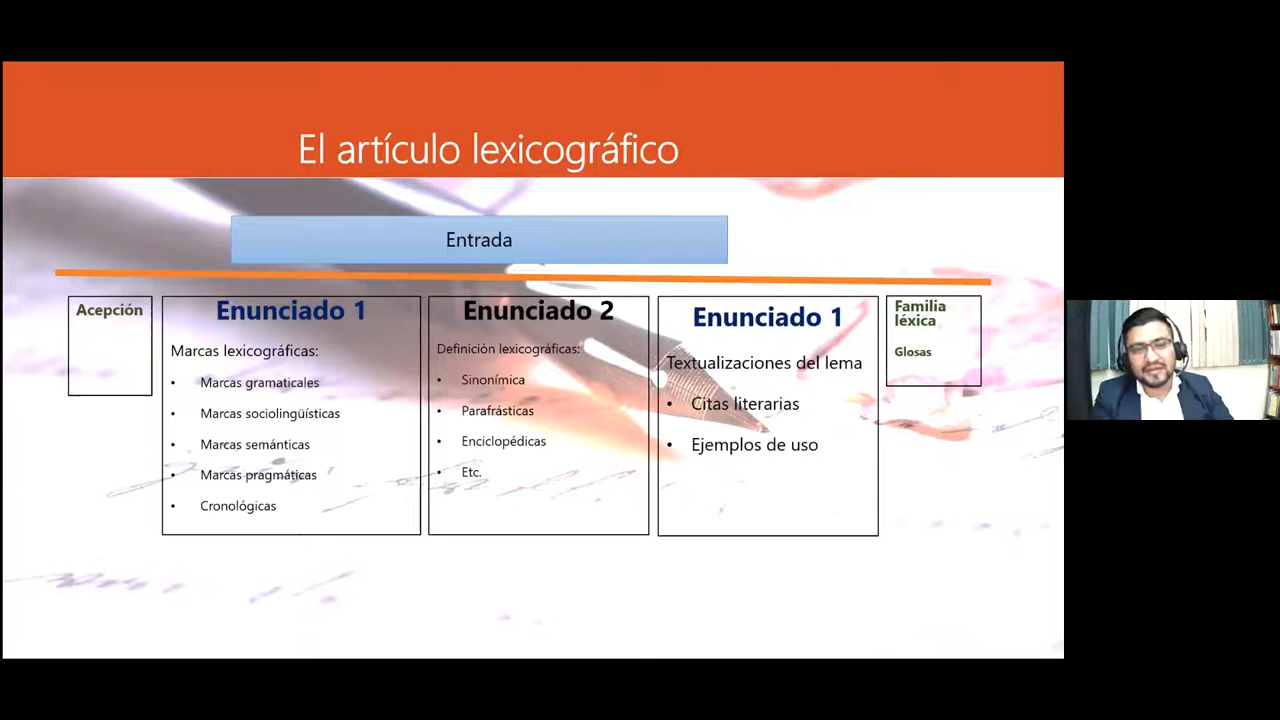 El artículo lexicográfico
Entrada
Acepción
Enunciado 1
Marcas lexicográficas:
• Marcas gramaticales
• Marcas sociolingüísticas
• Marcas semánticas
• Marcas pragmáticas
• Cronológicas
Enunciado 2
Definición lexicográficas:
• Sinonímica
• Parafrásticas
• Enciclopédicas
• Etc.
Enunciado 1
Textualizaciones del lema
• Citas literarias
• Ejemplos de uso
Familia
léxica
Glosas